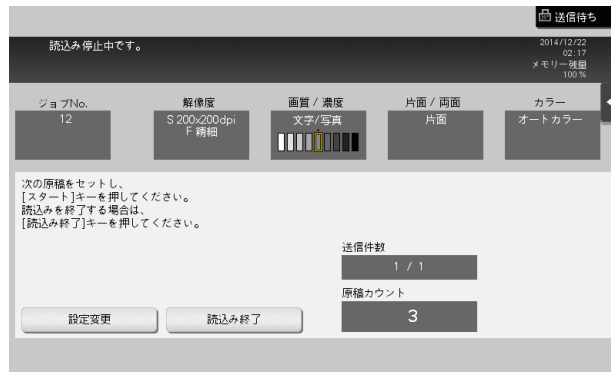 送信待ち
読込み停止中です。
2014/12/22
02:17
メモリー残量
100 %
ジョブNo.
解像度
画質 / 濃度
片面 / 両面
カラー
12
S 200x200dpi
文字/写真
片面
オートカラー
F 精細
次の原稿をセットし、
[スタート]キーを押してください。
読込みを終了する場合は、
[読込み終了]キーを押してください。
送信件数
1 / 1
原稿カウント
3
設定変更
読込み終了